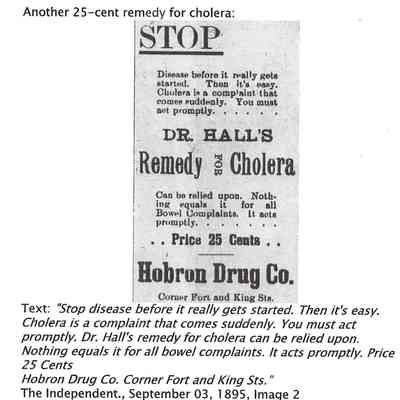 Another 25-cent remedy for cholera:
STOP
Disease before it really gets
started. Then it's easy.
Cholera is a complaint that
comes suddenly. You must
act promptly. . . . . .
DR. HALL'S
Remedy FOR Cholera
Can be relied upon. Noth-
ing equals it for all
Bowel Complaints. It acts
promptly. . . . . . .
. . Price 25 Cents . .
Hobron Drug Co.
Corner Fort and King Sts.
Text: "Stop disease before it really gets started. Then it's easy.
Cholera is a complaint that comes suddenly. You must act
promptly. Dr. Hall's remedy for cholera can be relied upon.
Nothing equals it for all bowel complaints. It acts promptly. Price
25 Cents
Hobron Drug Co. Corner Fort and King Sts."
The Independent., September 03, 1895, Image 2